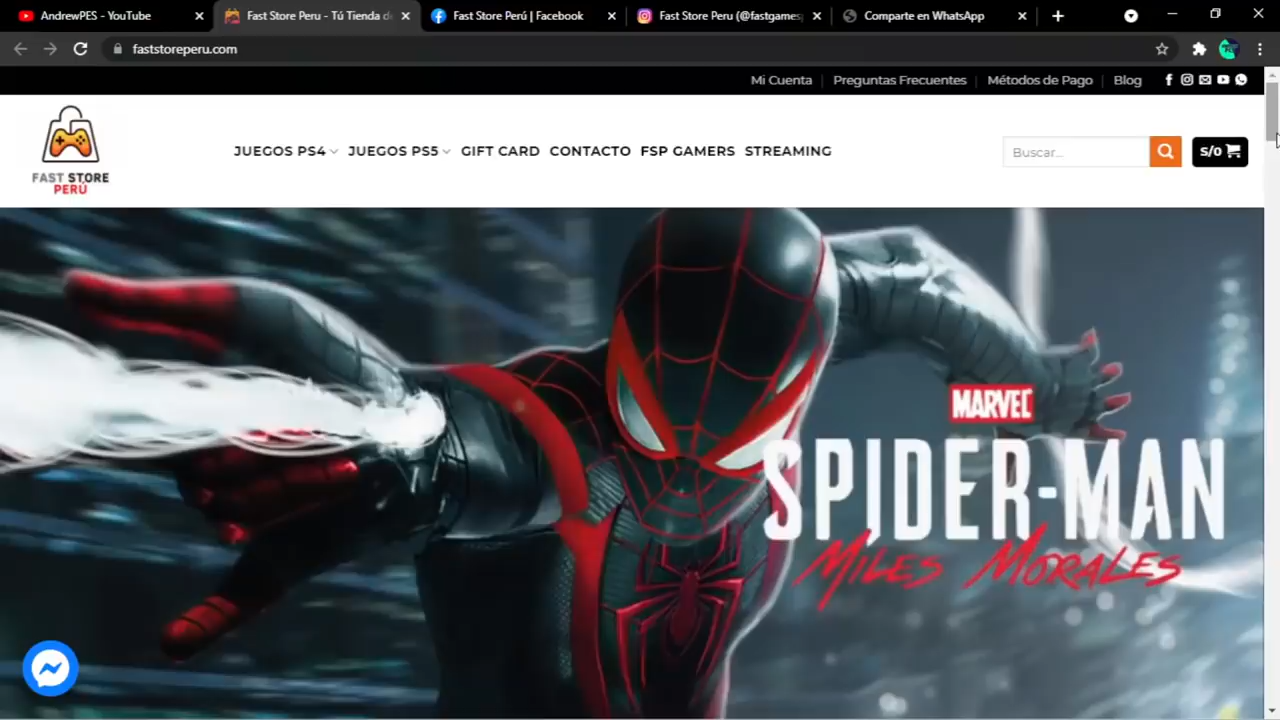 AndrewPES - YouTube
Fast Store Peru - Tú Tienda d
Fast Store Perú | Facebook
Fast Store Peru (@fastgamesp
Comparte en WhatsApp
faststoreperu.com
Mi Cuenta
Preguntas Frecuentes
Métodos de Pago
Blog
FAST STORE
PERÚ
JUEGOS PS4
JUEGOS PS5
GIFT CARD
CONTACTO
FSP GAMERS
STREAMING
Buscar...
S/0
MARVEL
SPIDER-MAN
MILES MORALES